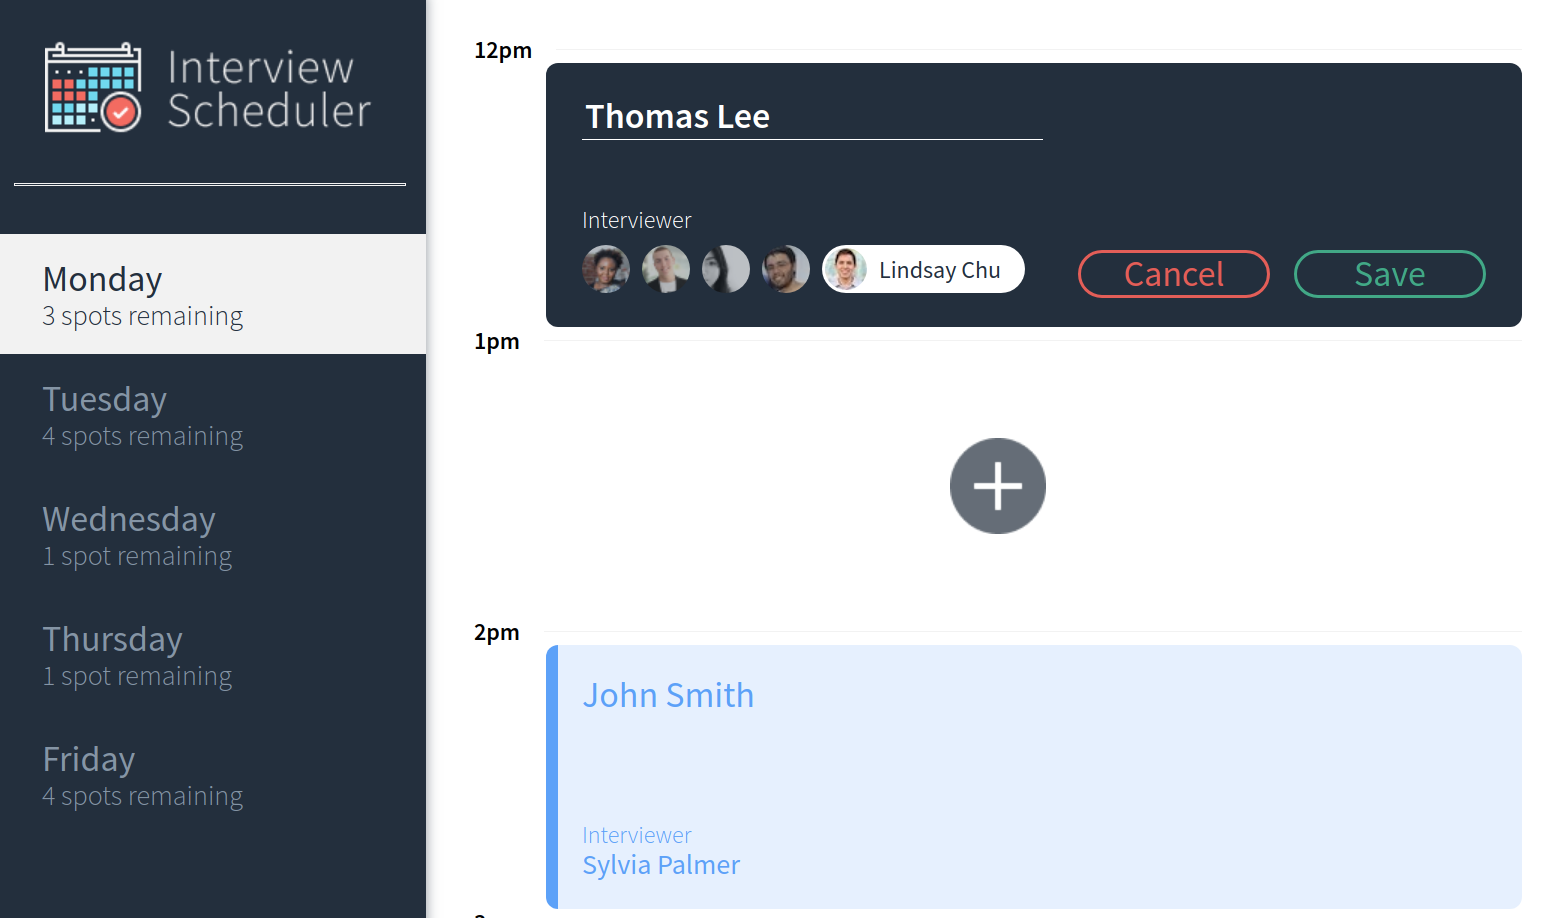 Interview
Scheduler
Monday
3 spots remaining
Tuesday
4 spots remaining
Wednesday
1 spot remaining
Thursday
1 spot remaining
Friday
4 spots remaining
12pm
Thomas Lee
Interviewer
Lindsay Chu
Cancel
Save
1pm
2pm
John Smith
Interviewer
Sylvia Palmer